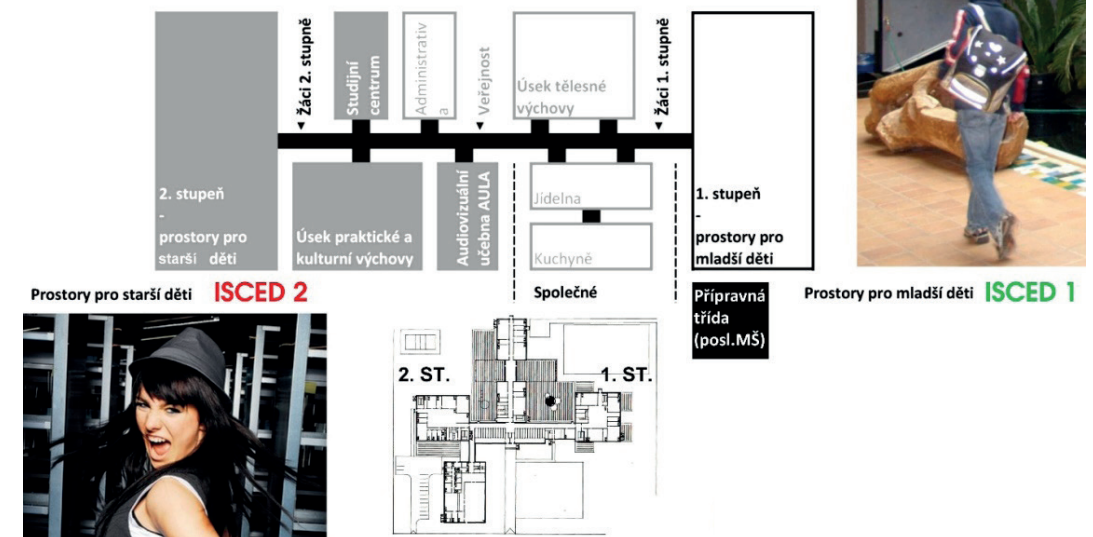 Žáci 2. stupně
Studijní
centrum
Administrativ
a
Veřejnost
Úsek tělesné
výchovy
Žáci 1. stupně
2. stupeň
-
prostory pro
starší děti
Úsek praktické a
kulturní výchovy
Audiovizuální
učebna AULA
Jídelna
Kuchyně
1. stupeň
-
prostory pro
mladší děti
Prostory pro starší děti ISCED 2
Společné
Přípravná
třída
(posl.MŠ)
Prostory pro mladší děti ISCED 1
2. ST.
1. ST.